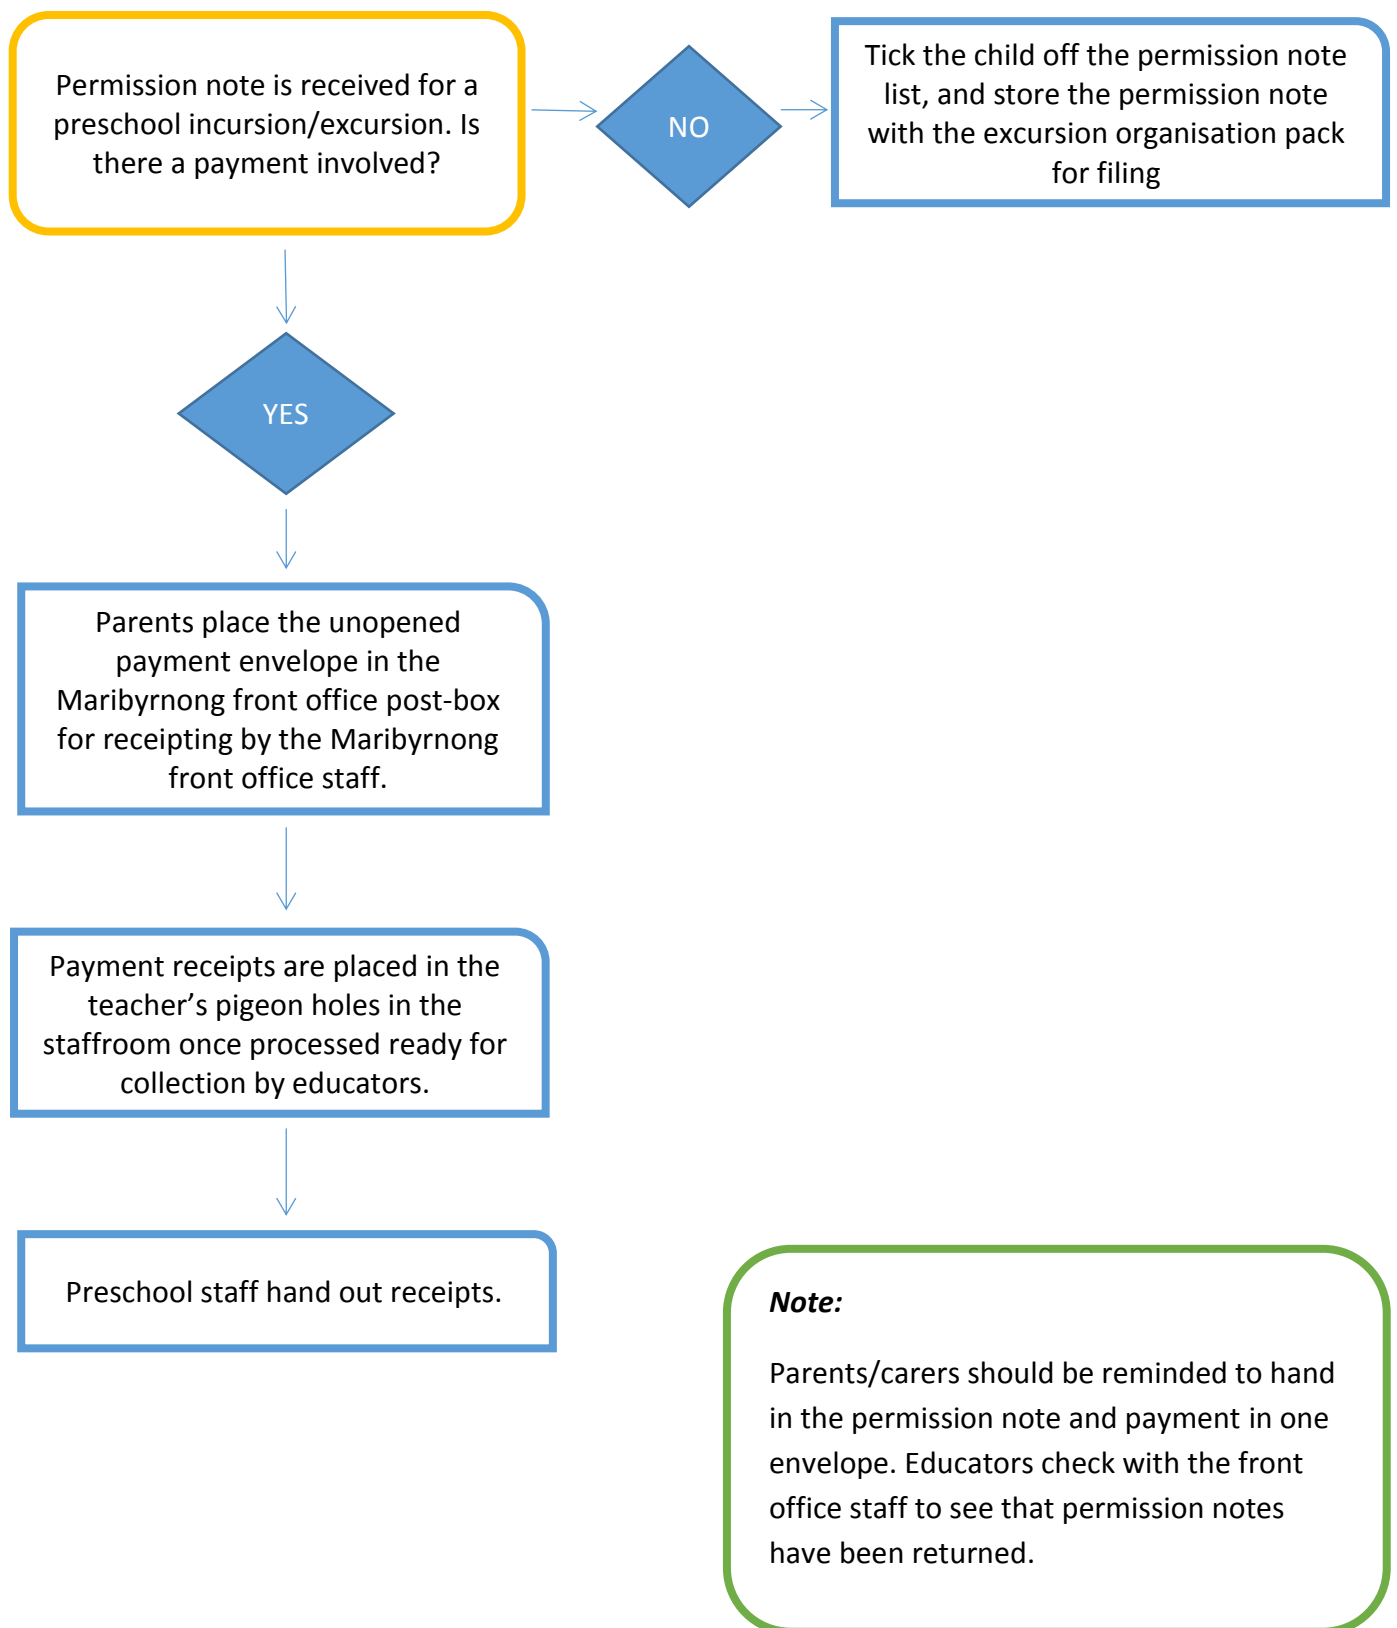 Permission note is received for a
preschool incursion/excursion. Is
there a payment involved?
NO
Tick the child off the permission note
list, and store the permission note
with the excursion organisation pack
for filing
YES
Parents place the unopened
payment envelope in the
Maribyrnong front office post-box
for receipting by the Maribyrnong
front office staff.
Payment receipts are placed in the
teacher’s pigeon holes in the
staffroom once processed ready for
collection by educators.
Preschool staff hand out receipts.
Note:
Parents/carers should be reminded to hand
in the permission note and payment in one
envelope. Educators check with the front
office staff to see that permission notes
have been returned.